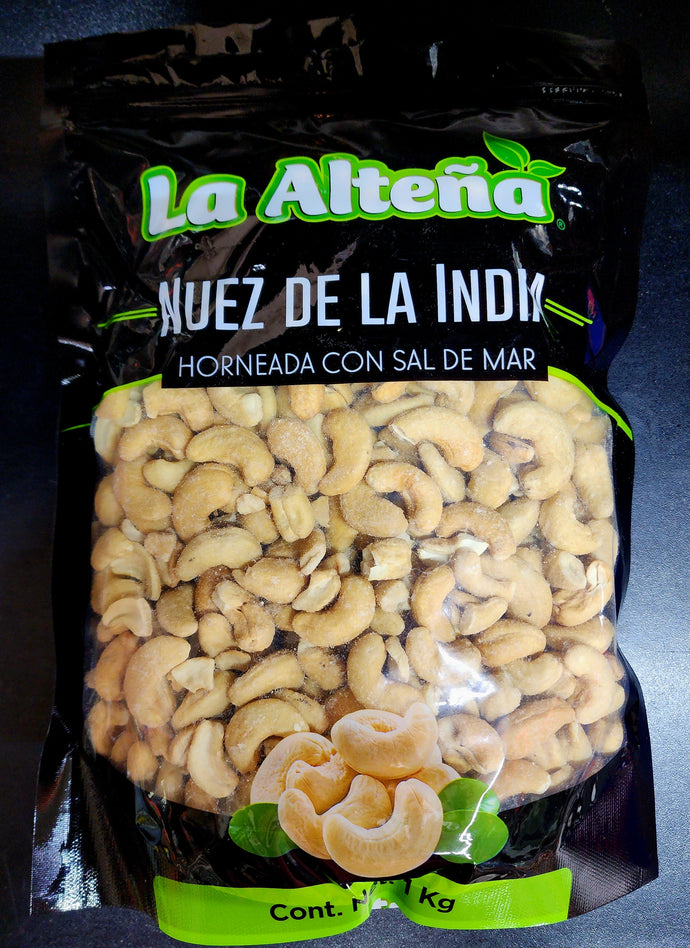 La Alteña
®
NUEZ DE LA INDIA
HORNEADA CON SAL DE MAR
Cont. 1 Kg